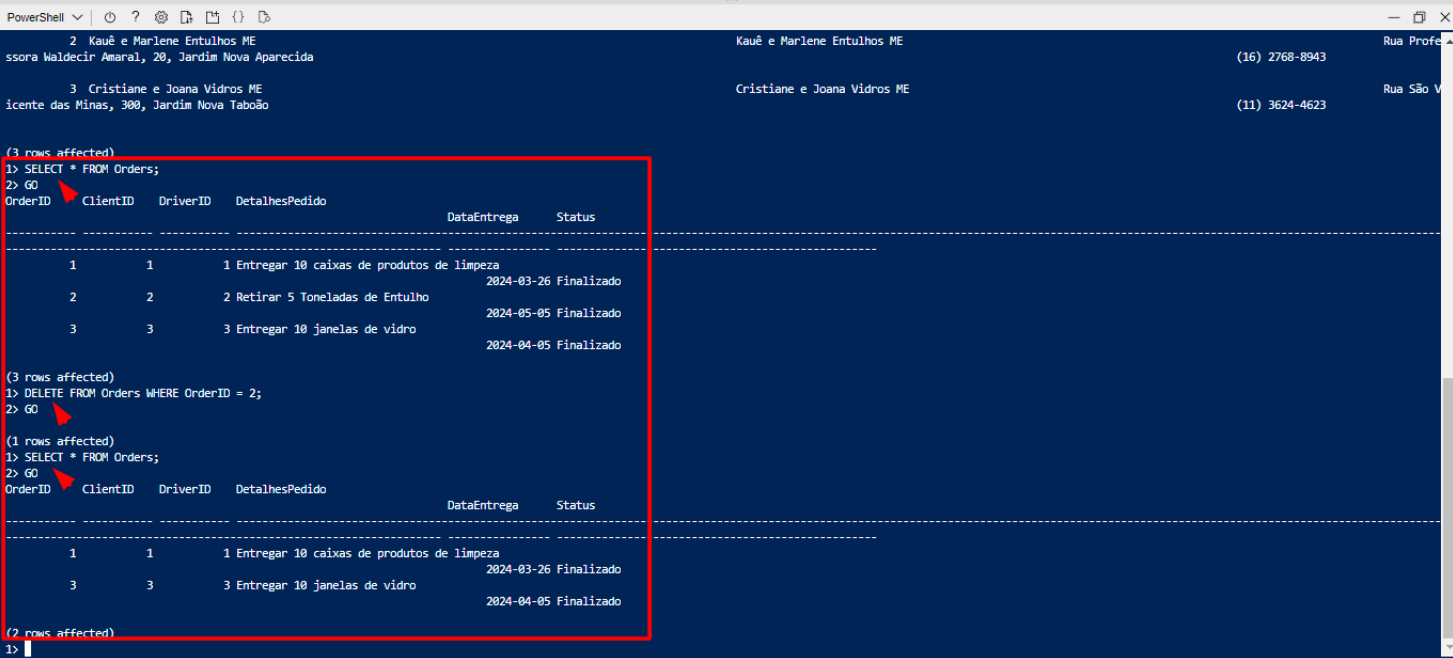 PowerShell
2 Kauê e Marlene Entulhos ME Kauê e Marlene Entulhos ME Rua Profe
ssora Waldecir Amaral, 20, Jardim Nova Aparecida (16) 2768-8943
3 Cristiane e Joana Vidros ME Cristiane e Joana Vidros ME Rua São V
icente das Minas, 300, Jardim Nova Taboão (11) 3624-4623
(3 rows affected)
1> SELECT * FROM Orders;
2> GO
OrderID ClientID DriverID DetalhesPedido
DataEntrega Status
----------- ----------- ----------- --------------------------------
---------------------------------------- ---------------- --------------------------------------------------
1 1 1 Entregar 10 caixas de produtos de limpeza
2024-03-26 Finalizado
2 2 2 Retirar 5 Toneladas de Entulho
2024-05-05 Finalizado
3 3 3 Entregar 10 janelas de vidro
2024-04-05 Finalizado
(3 rows affected)
1> DELETE FROM Orders WHERE OrderID = 2;
2> GO
(1 rows affected)
1> SELECT * FROM Orders;
2> GO
OrderID ClientID DriverID DetalhesPedido
DataEntrega Status
----------- ----------- ----------- --------------------------------
---------------------------------------- ---------------- --------------------------------------------------
1 1 1 Entregar 10 caixas de produtos de limpeza
2024-03-26 Finalizado
3 3 3 Entregar 10 janelas de vidro
2024-04-05 Finalizado
(2 rows affected)
1>